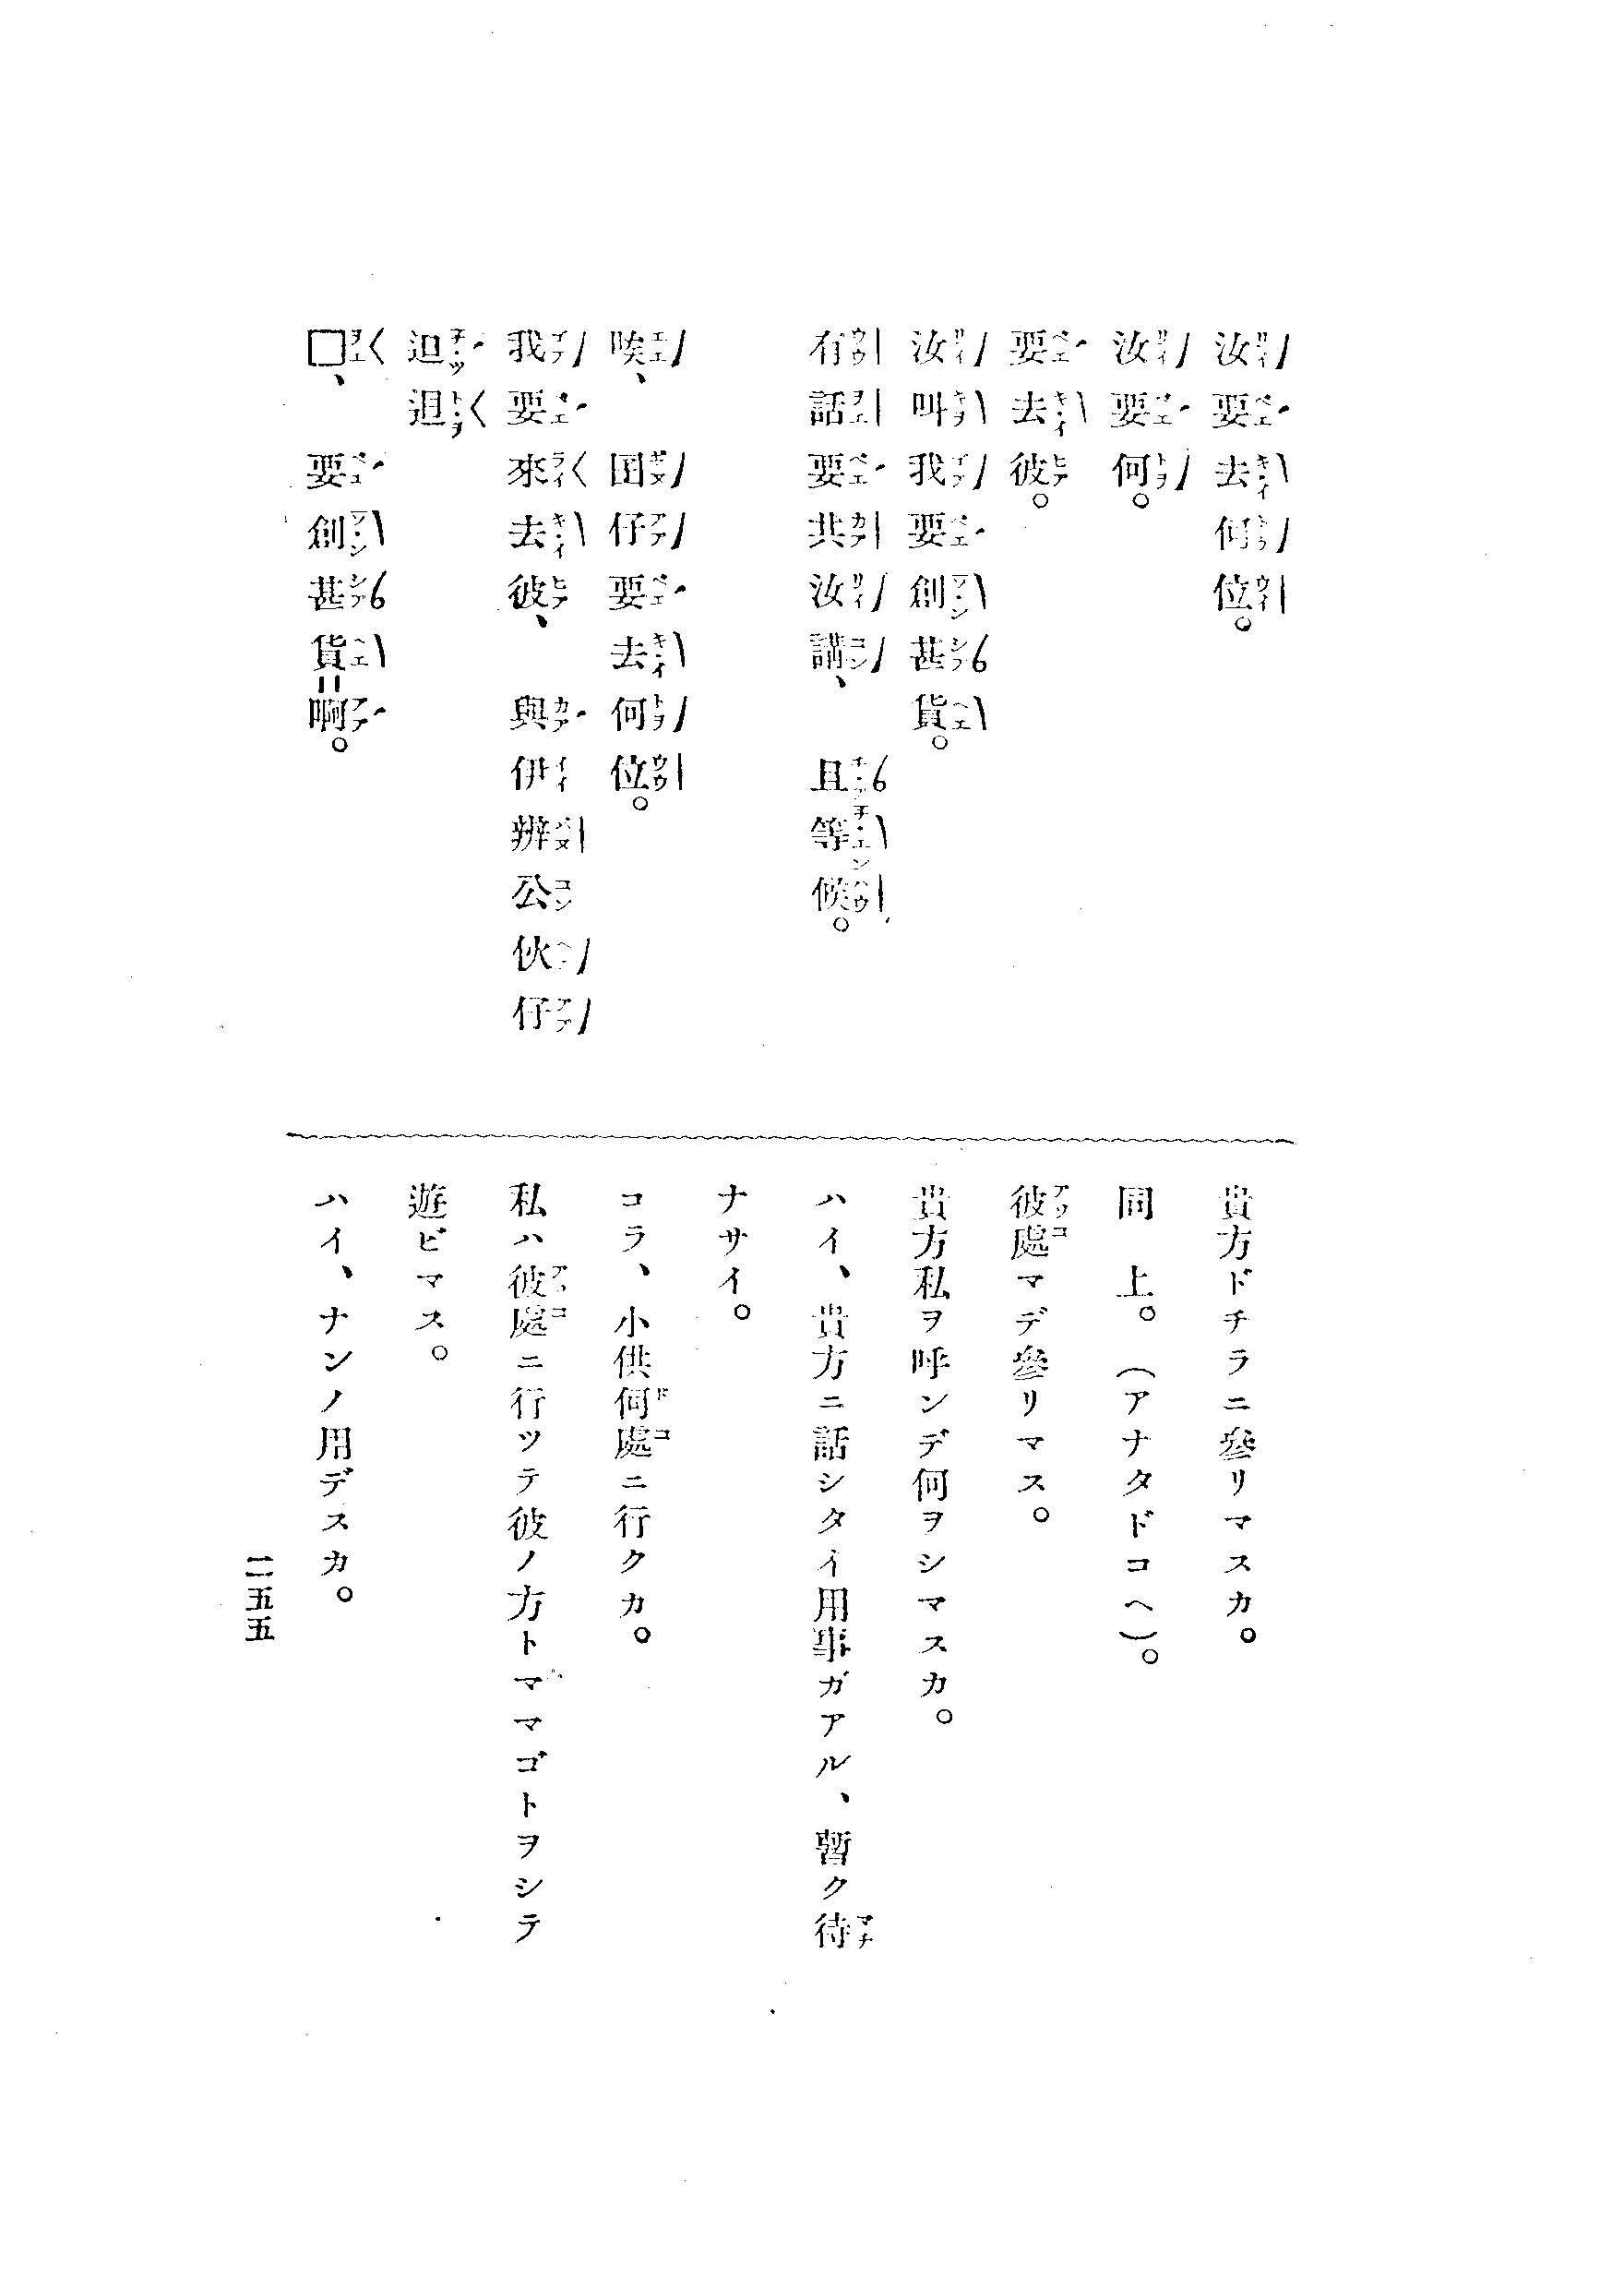 汝要去何位。
汝要何。
要去彼。
汝叫我要創甚貨。
有話要共汝講、且等候。
唉、囝仔要去何位。
我要來去彼、與伊辨公伙仔
𨑨迌
□、要創甚貨=啊。
貴方ドチラニ參リマスカ。
同上。(アナタドコヘ)。
彼處マデ參リマス。
貴方私ヲ呼ンデ何ヲシマスカ。
ハイ、貴方ニ話シタイ用事ガアル、暫ク待
ナサイ。
コラ、小供何處ニ行クカ。
私ハ彼處ニ行ツテ彼ノ方トママゴトヲシテ
遊ビマス。
ハイ、ナンノ用デスカ。
二五五